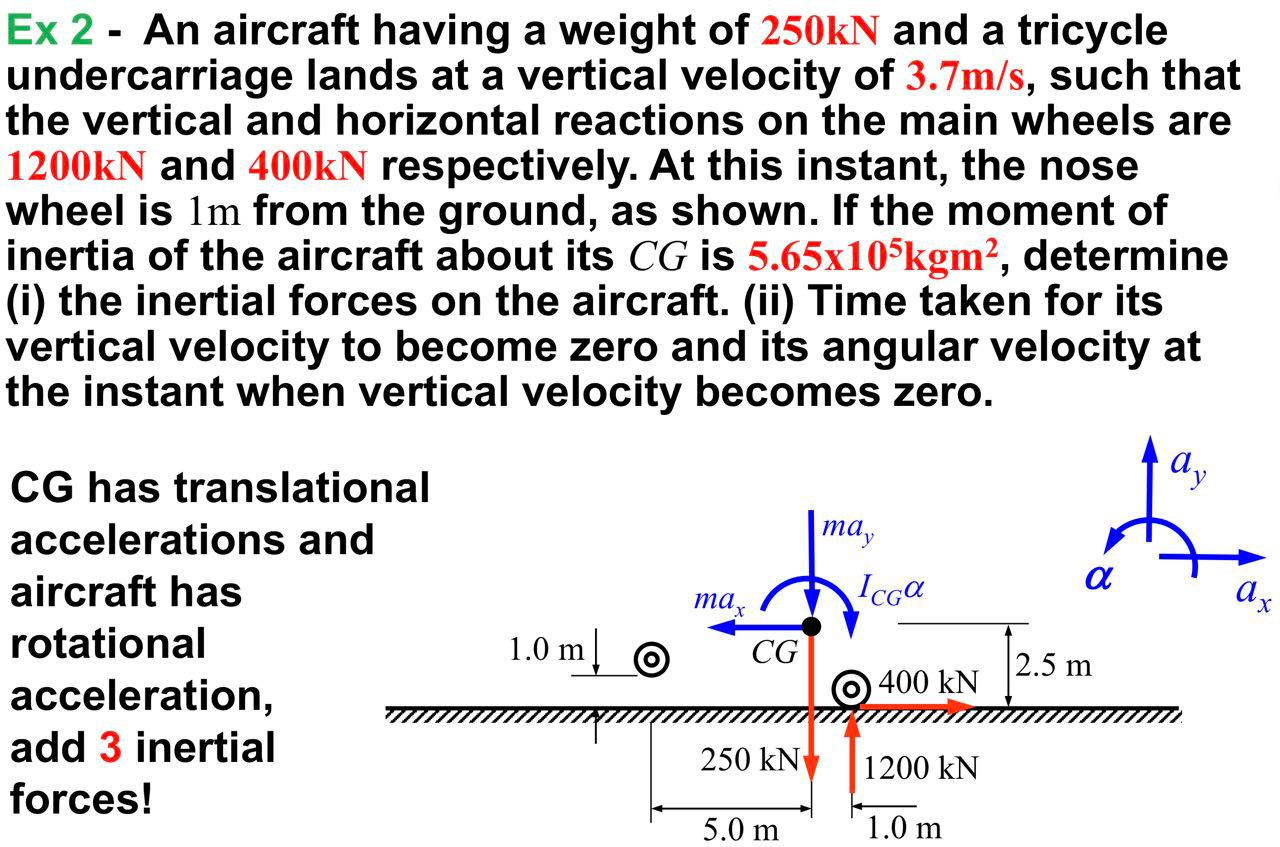 Ex 2 - An aircraft having a weight of 250kN and a tricycle
undercarriage lands at a vertical velocity of 3.7m/s, such that
the vertical and horizontal reactions on the main wheels are
1200kN and 400kN respectively. At this instant, the nose
wheel is 1m from the ground, as shown. If the moment of
inertia of the aircraft about its CG is 5.65x10⁵kgm², determine
(i) the inertial forces on the aircraft. (ii) Time taken for its
vertical velocity to become zero and its angular velocity at
the instant when vertical velocity becomes zero.
CG has translational
accelerations and
aircraft has
rotational
acceleration,
add 3 inertial
forces!
a_y
α
a_x
ma_y
I_CGα
ma_x
CG
1.0 m
2.5 m
400 kN
250 kN
1200 kN
5.0 m
1.0 m